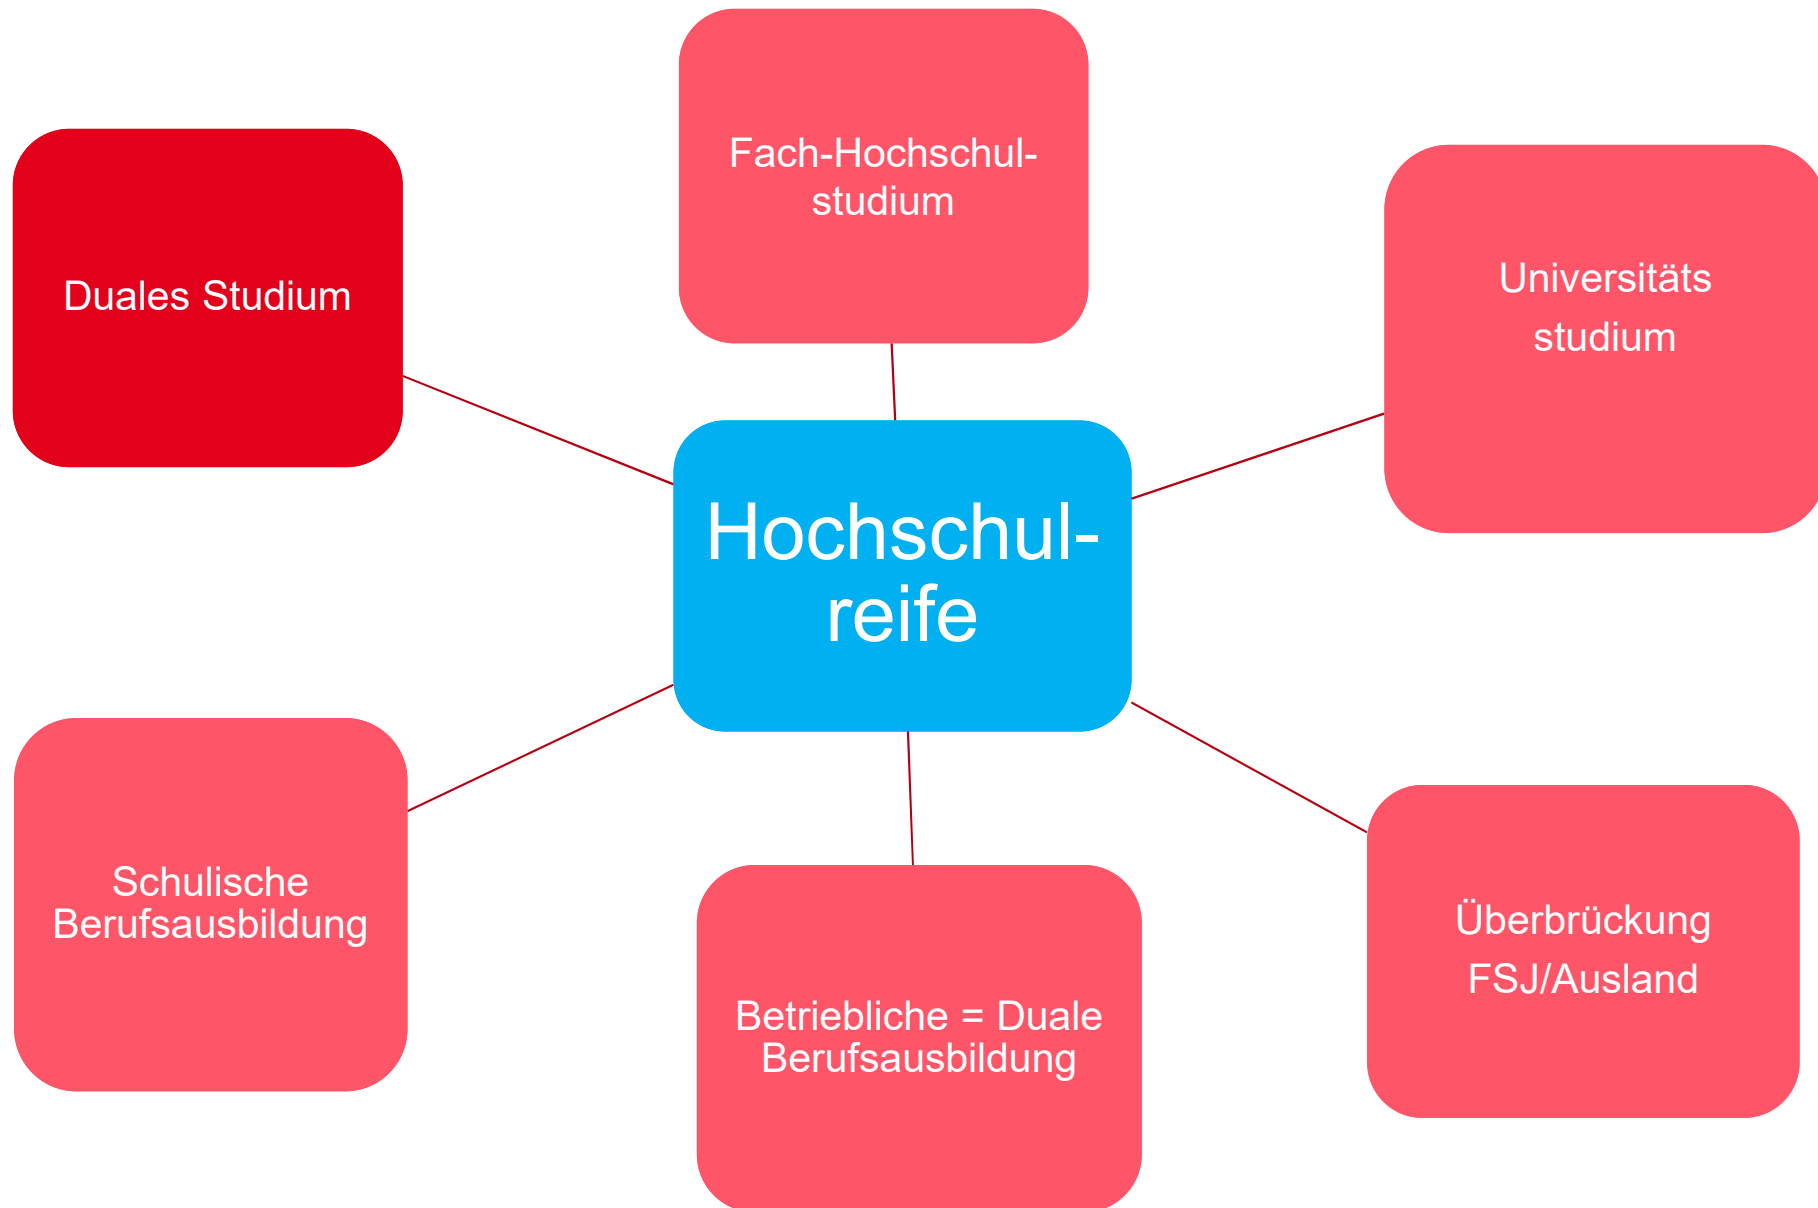 Fach-Hochschul-
studium
Duales Studium
Universitäts
studium
Hochschul-
reife
Schulische
Berufsausbildung
Betriebliche = Duale
Berufsausbildung
Überbrückung
FSJ/Ausland